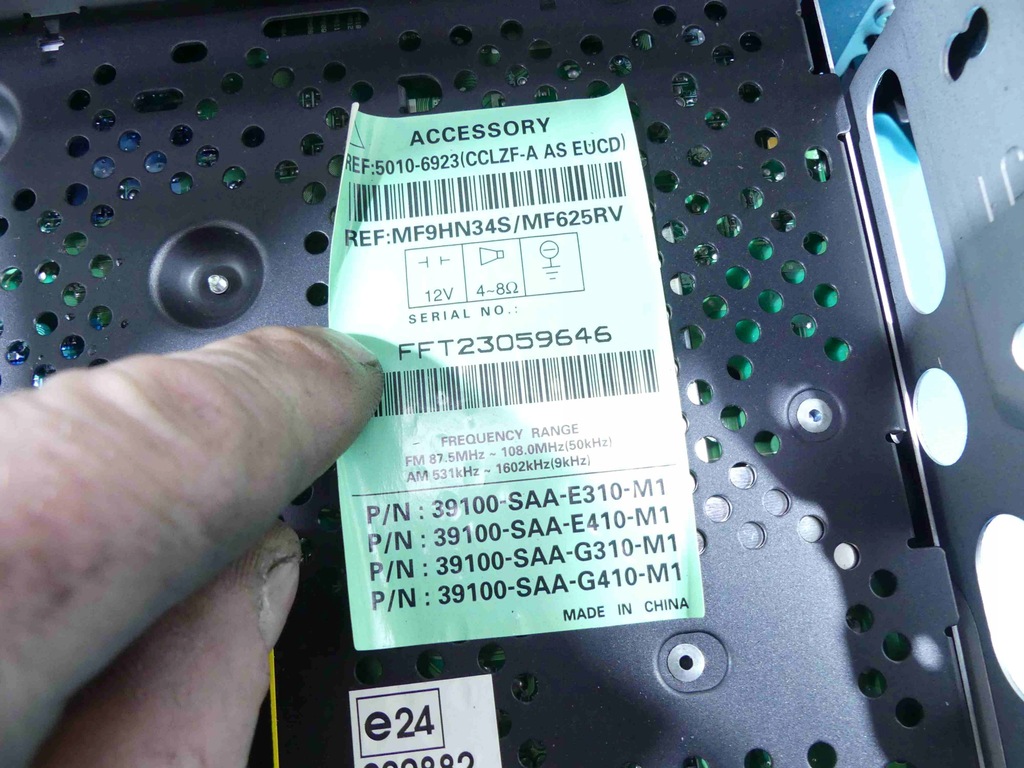 ACCESSORY
REF:5010-6923(CCLZF-A AS EUCD)
REF:MF9HN34S/MF625RV
12V 4~8Ω
SERIAL NO.:
FFT23059646
FREQUENCY RANGE
FM 87.5MHz ~ 108.0MHz(50kHz)
AM 531kHz ~ 1602kHz(9kHz)
P/N : 39100-SAA-E310-M1
P/N : 39100-SAA-E410-M1
P/N : 39100-SAA-G310-M1
P/N : 39100-SAA-G410-M1
MADE IN CHINA
e24